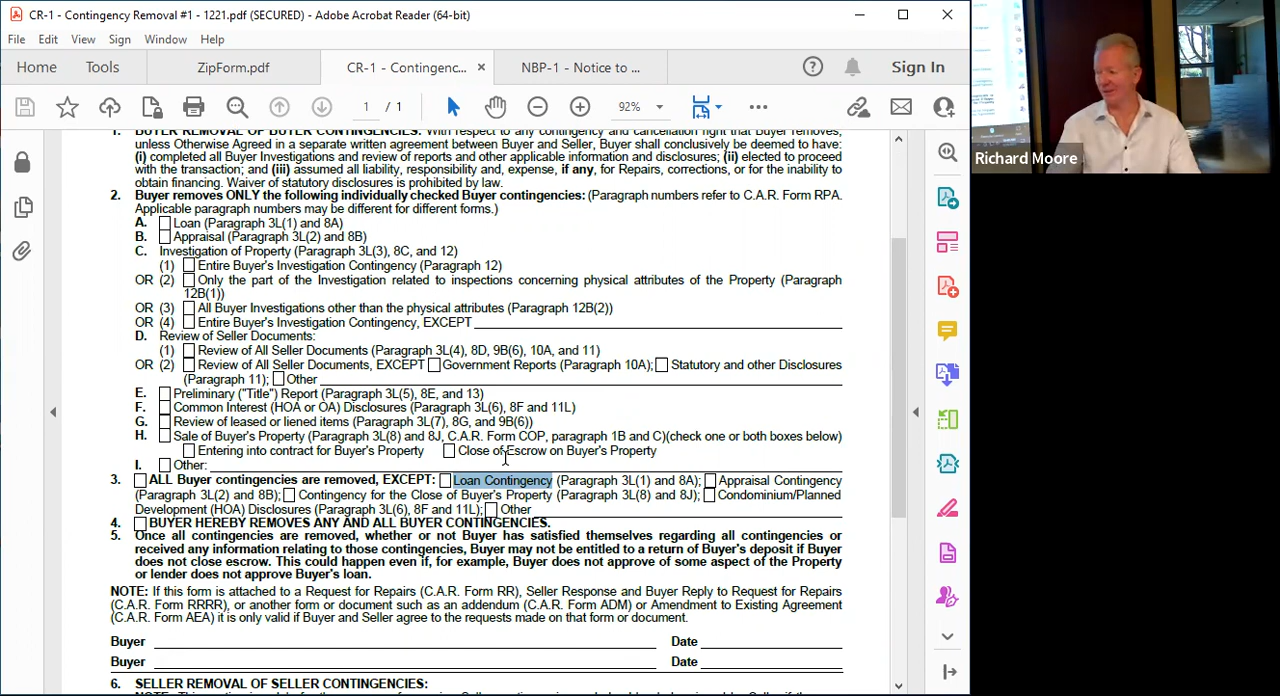 CR-1 - Contingency Removal #1 - 1221.pdf (SECURED) - Adobe Acrobat Reader (64-bit)
File Edit View Sign Window Help
Home Tools ZipForm.pdf CR-1 - Contingenc... × NBP-1 - Notice to ... Sign In
1 / 1 92%
1. BUYER REMOVAL OF BUYER CONTINGENCIES: With respect to any contingency and cancellation right that Buyer removes,
unless Otherwise Agreed in a separate written agreement between Buyer and Seller, Buyer shall conclusively be deemed to have:
(i) completed all Buyer Investigations and review of reports and other applicable information and disclosures; (ii) elected to proceed
with the transaction; and (iii) assumed all liability, responsibility and, expense, if any, for Repairs, corrections, or for the inability to
obtain financing. Waiver of statutory disclosures is prohibited by law.
2. Buyer removes ONLY the following individually checked Buyer contingencies: (Paragraph numbers refer to C.A.R. Form RPA.
Applicable paragraph numbers may be different for different forms.)
A. Loan (Paragraph 3L(1) and 8A)
B. Appraisal (Paragraph 3L(2) and 8B)
C. Investigation of Property (Paragraph 3L(3), 8C, and 12)
(1) Entire Buyer's Investigation Contingency (Paragraph 12)
OR (2) Only the part of the Investigation related to inspections concerning physical attributes of the Property (Paragraph
12B(1))
OR (3) All Buyer Investigations other than the physical attributes (Paragraph 12B(2))
OR (4) Entire Buyer's Investigation Contingency, EXCEPT
D. Review of Seller Documents:
(1) Review of All Seller Documents (Paragraph 3L(4), 8D, 9B(6), 10A, and 11)
OR (2) Review of All Seller Documents, EXCEPT Government Reports (Paragraph 10A); Statutory and other Disclosures
(Paragraph 11); Other
E. Preliminary ("Title") Report (Paragraph 3L(5), 8E, and 13)
F. Common Interest (HOA or OA) Disclosures (Paragraph 3L(6), 8F and 11L)
G. Review of leased or liened items (Paragraph 3L(7), 8G, and 9B(6))
H. Sale of Buyer's Property (Paragraph 3L(8) and 8J, C.A.R. Form COP, paragraph 1B and C)(check one or both boxes below)
Entering into contract for Buyer's Property Close of Escrow on Buyer's Property
I. Other:
3. ALL Buyer contingencies are removed, EXCEPT: Loan Contingency (Paragraph 3L(1) and 8A); Appraisal Contingency
(Paragraph 3L(2) and 8B); Contingency for the Close of Buyer's Property (Paragraph 3L(8) and 8J); Condominium/Planned
Development (HOA) Disclosures (Paragraph 3L(6), 8F and 11L); Other
4. BUYER HEREBY REMOVES ANY AND ALL BUYER CONTINGENCIES.
5. Once all contingencies are removed, whether or not Buyer has satisfied themselves regarding all contingencies or
received any information relating to those contingencies, Buyer may not be entitled to a return of Buyer's deposit if Buyer
does not close escrow. This could happen even if, for example, Buyer does not approve of some aspect of the Property
or lender does not approve Buyer's loan.
NOTE: If this form is attached to a Request for Repairs (C.A.R. Form RR), Seller Response and Buyer Reply to Request for Repairs
(C.A.R. Form RRRR), or another form or document such as an addendum (C.A.R. Form ADM) or Amendment to Existing Agreement
(C.A.R. Form AEA) it is only valid if Buyer and Seller agree to the requests made on that form or document.
Buyer Date
Buyer Date
6. SELLER REMOVAL OF SELLER CONTINGENCIES:
Richard Moore